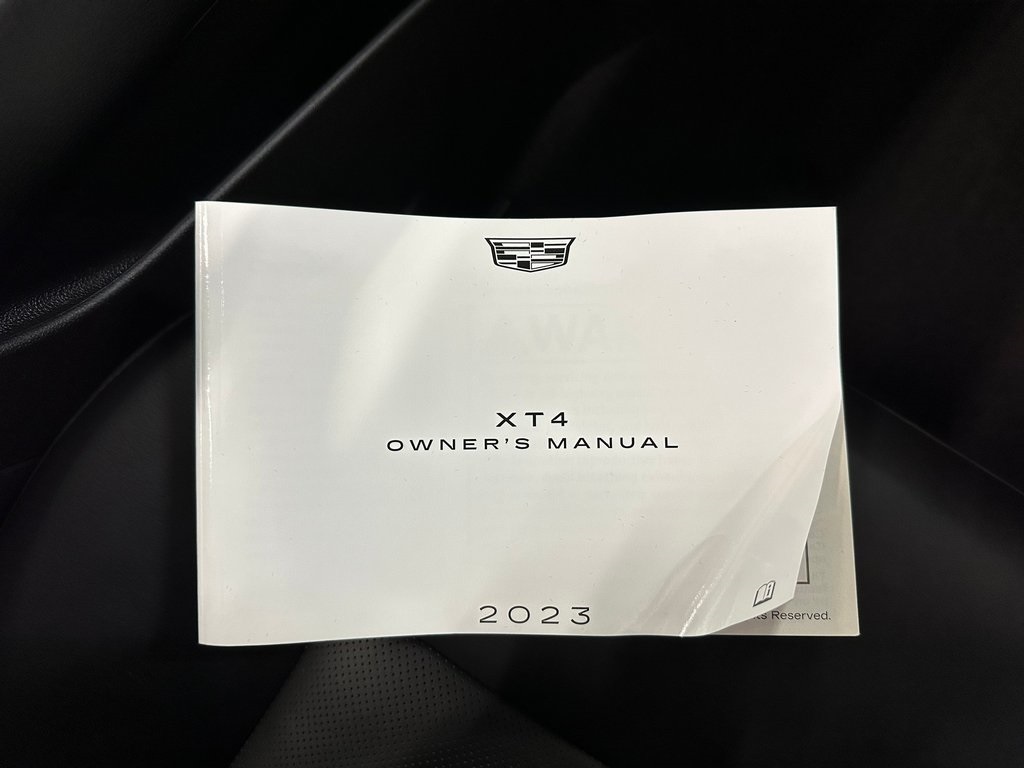 XT4
OWNER'S MANUAL
2023
Reserved.